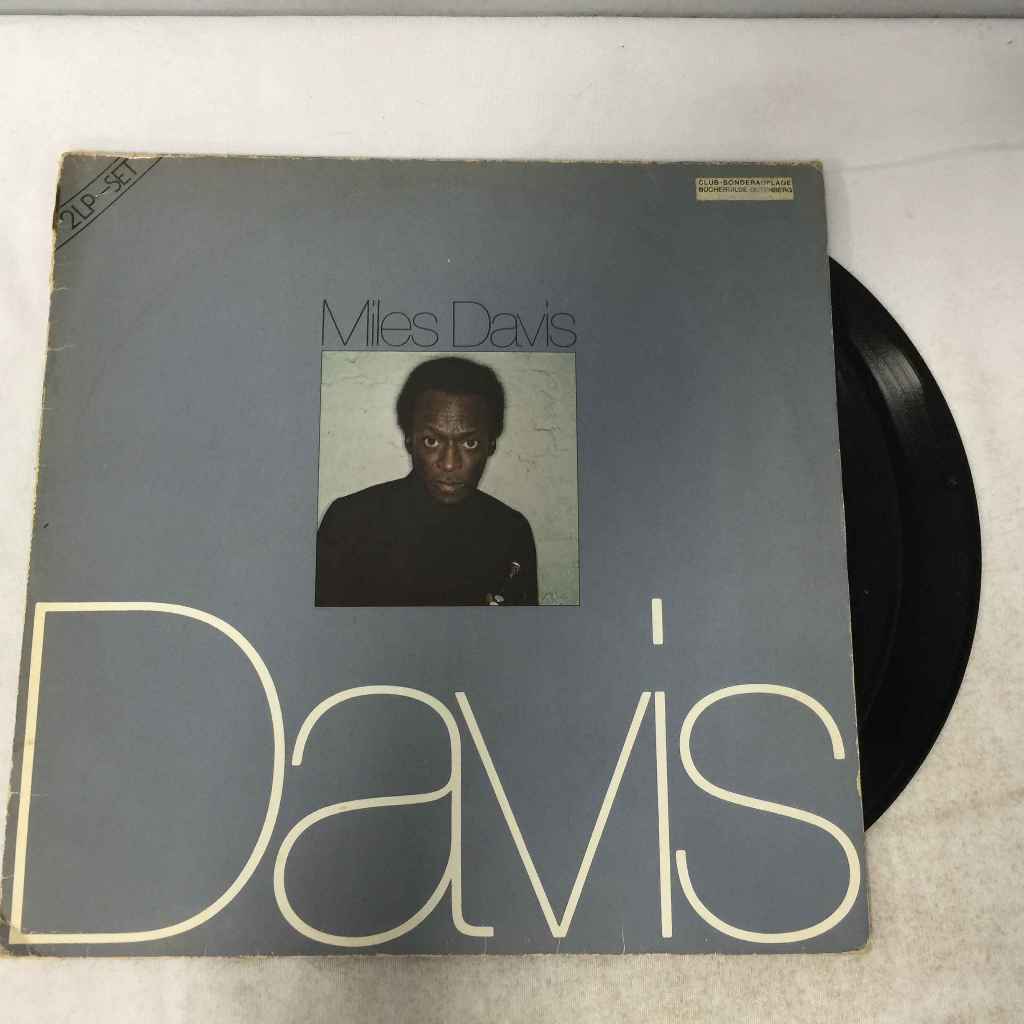 2LP-SET
CLUB-SONDERAUFLAGE
BÜCHERGILDE GUTENBERG
Miles Davis
Davis